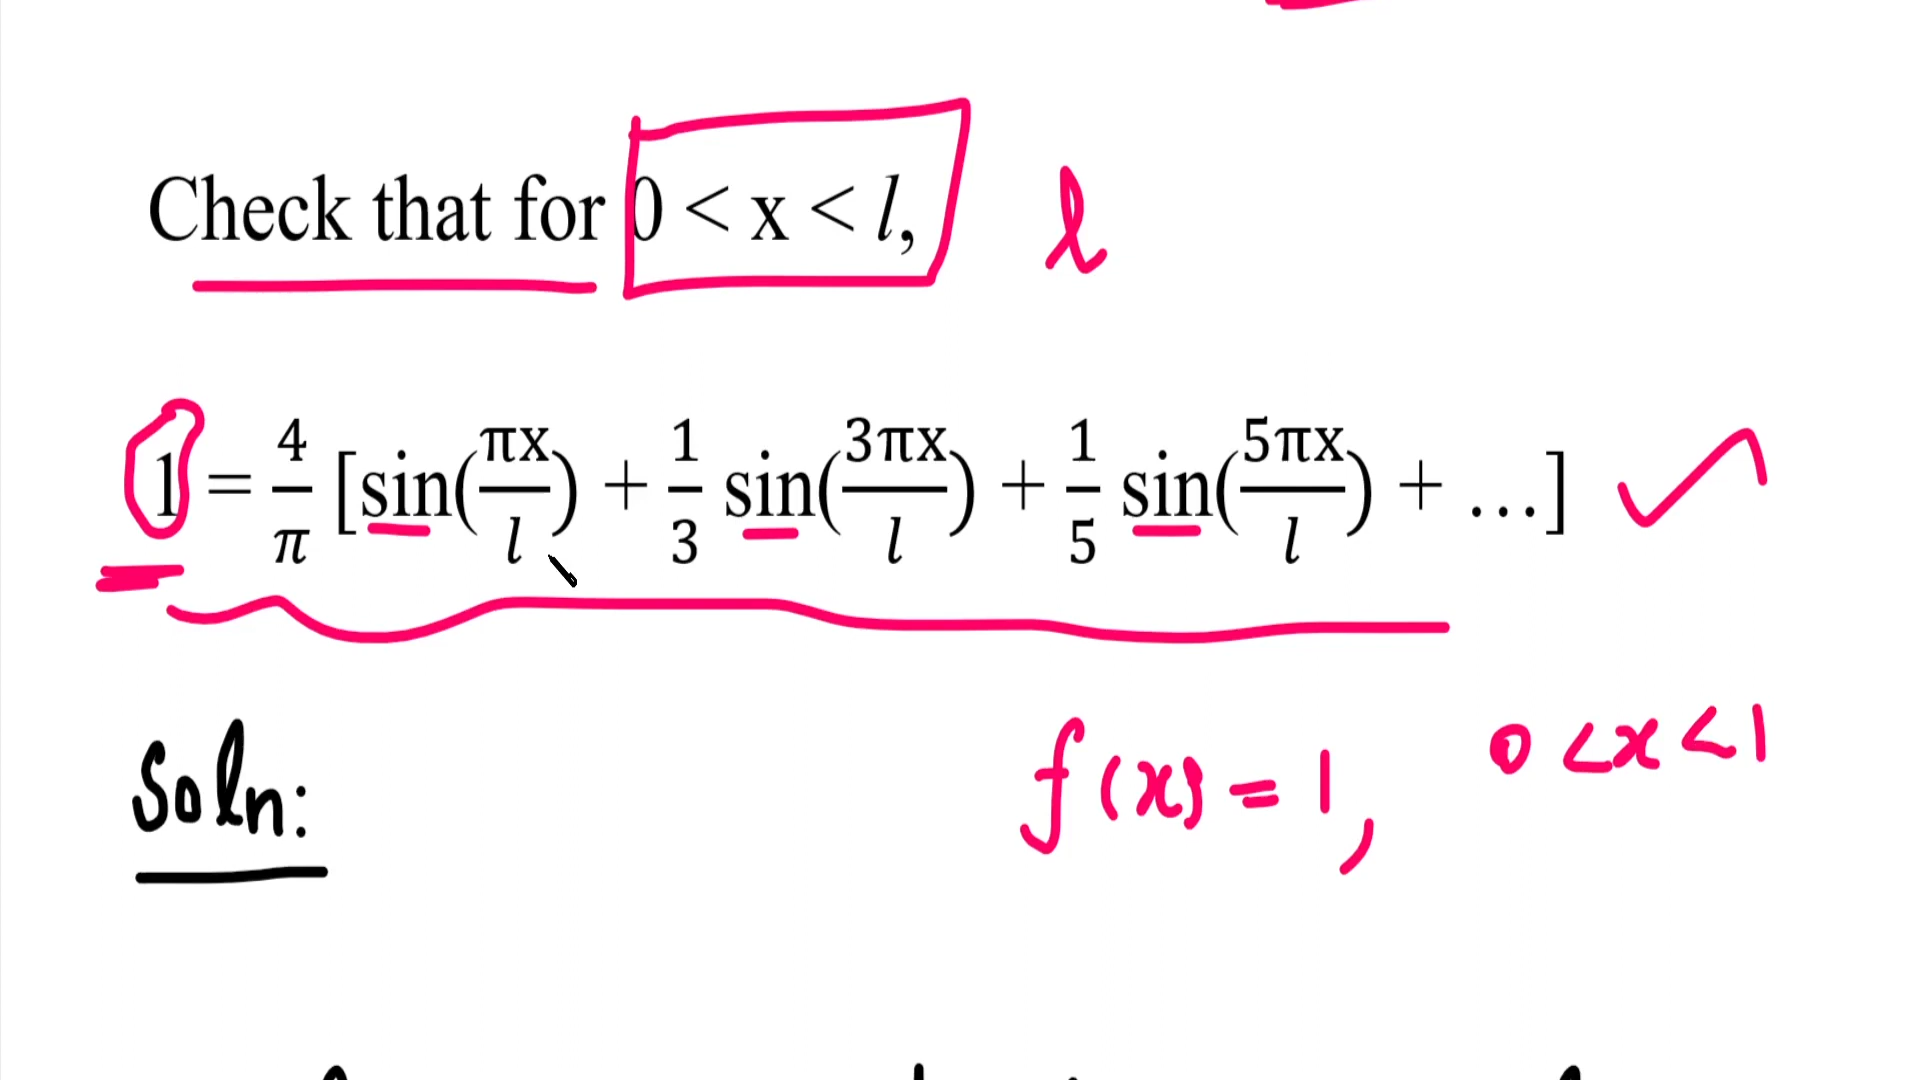 Check that for 0 < x < l, l
1 = 4/π [sin(πx/l) + 1/3 sin(3πx/l) + 1/5 sin(5πx/l) + …]
Soln: f(x) = 1, 0 < x < 1